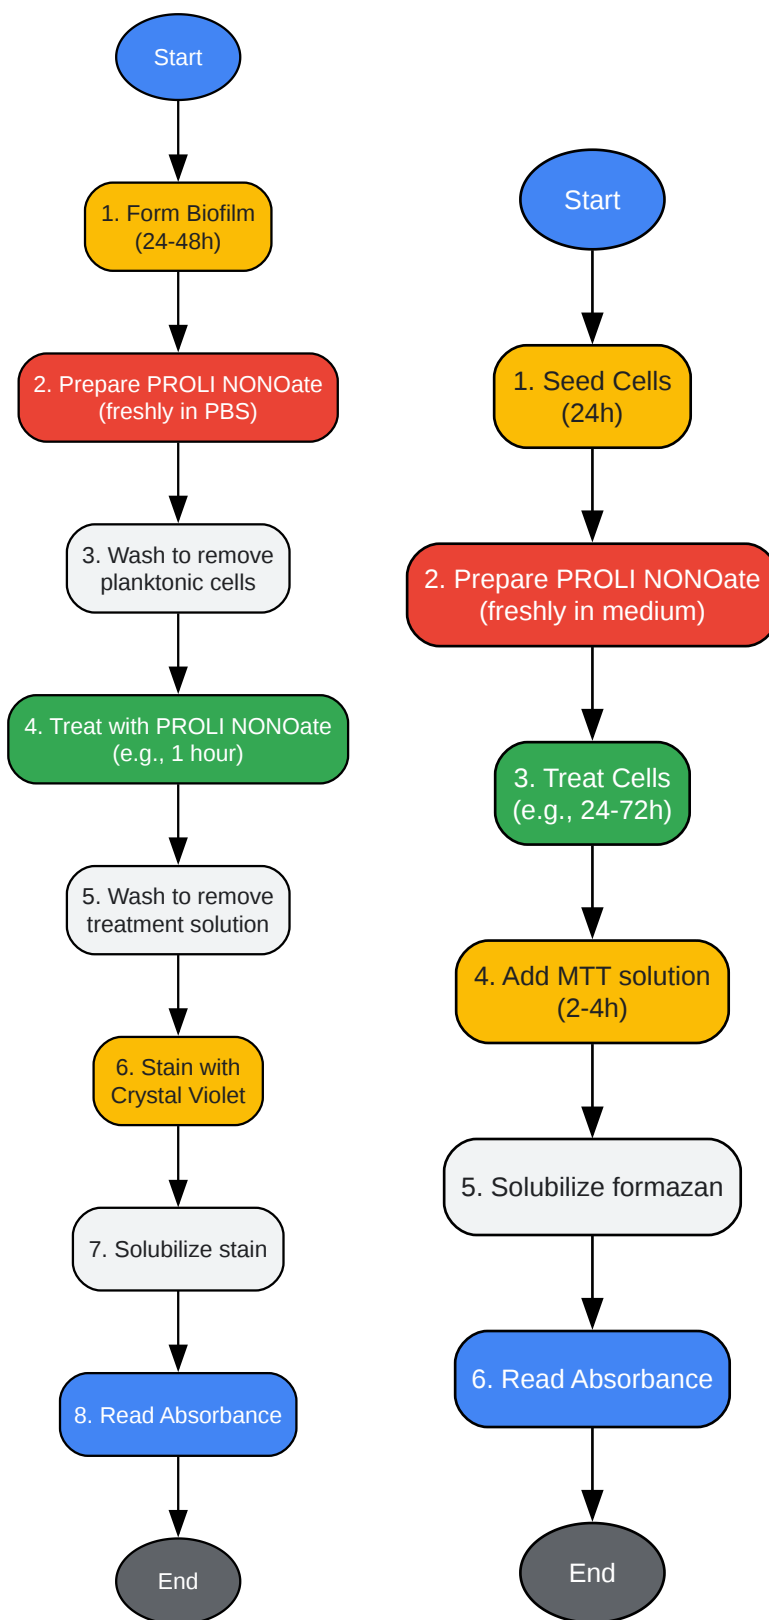 Start
1. Form Biofilm
(24-48h)
2. Prepare PROLI NONOate
(freshly in PBS)
3. Wash to remove
planktonic cells
4. Treat with PROLI NONOate
(e.g., 1 hour)
5. Wash to remove
treatment solution
6. Stain with
Crystal Violet
7. Solubilize stain
8. Read Absorbance
End
Start
1. Seed Cells
(24h)
2. Prepare PROLI NONOate
(freshly in medium)
3. Treat Cells
(e.g., 24-72h)
4. Add MTT solution
(2-4h)
5. Solubilize formazan
6. Read Absorbance
End